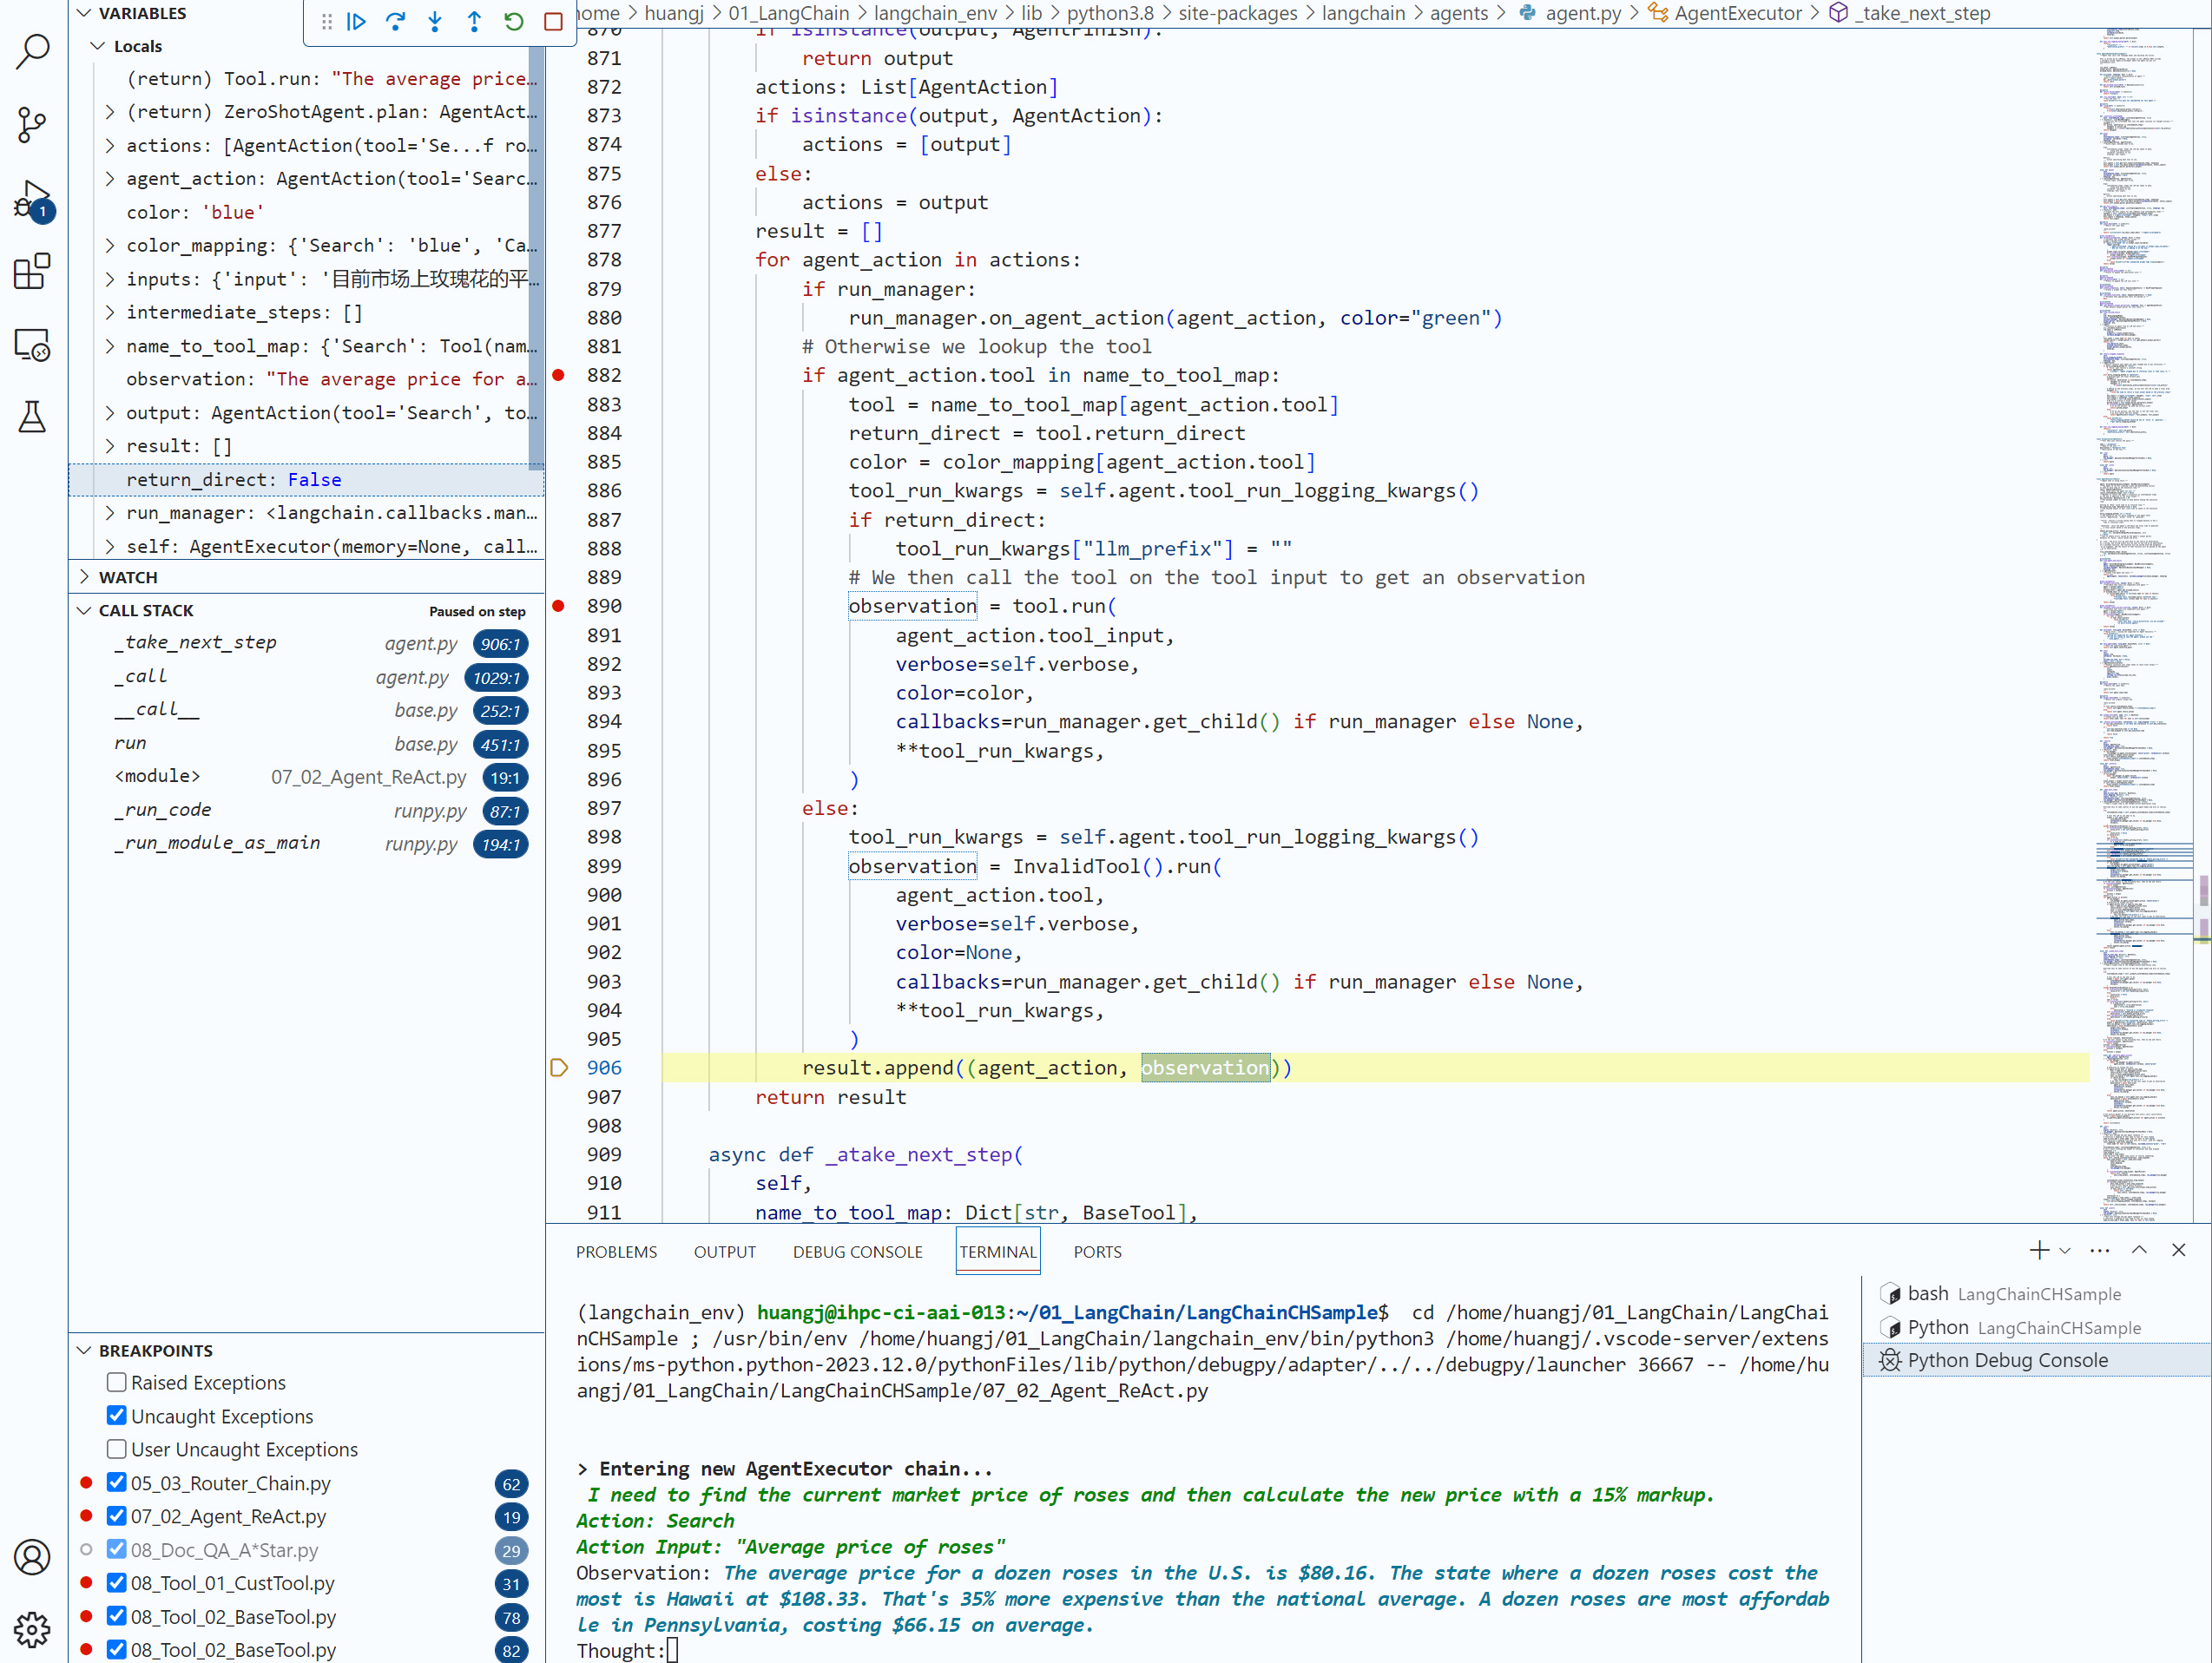 VARIABLES
Locals
(return) Tool.run: "The average price…
(return) ZeroShotAgent.plan: AgentAct…
actions: [AgentAction(tool='Se...f ro…
agent_action: AgentAction(tool='Searc…
color: 'blue'
color_mapping: {'Search': 'blue', 'Ca…
inputs: {'input': '目前市场上玫瑰花的平…
intermediate_steps: []
name_to_tool_map: {'Search': Tool(nam…
observation: "The average price for a…
output: AgentAction(tool='Search', to…
result: []
return_direct: False
run_manager: <langchain.callbacks.man…
self: AgentExecutor(memory=None, call…
WATCH
CALL STACK Paused on step
_take_next_step agent.py 906:1
_call agent.py 1029:1
__call__ base.py 252:1
run base.py 451:1
<module> 07_02_Agent_ReAct.py 19:1
_run_code runpy.py 87:1
_run_module_as_main runpy.py 194:1
BREAKPOINTS
Raised Exceptions
Uncaught Exceptions
User Uncaught Exceptions
05_03_Router_Chain.py 62
07_02_Agent_ReAct.py 19
08_Doc_QA_A*Star.py 29
08_Tool_01_CustTool.py 31
08_Tool_02_BaseTool.py 78
08_Tool_02_BaseTool.py 82
1
home > huangj > 01_LangChain > langchain_env > lib > python3.8 > site-packages > langchain > agents > agent.py > AgentExecutor > _take_next_step
870 if isinstance(output, AgentFinish):
871 return output
872 actions: List[AgentAction]
873 if isinstance(output, AgentAction):
874 actions = [output]
875 else:
876 actions = output
877 result = []
878 for agent_action in actions:
879 if run_manager:
880 run_manager.on_agent_action(agent_action, color="green")
881 # Otherwise we lookup the tool
882 if agent_action.tool in name_to_tool_map:
883 tool = name_to_tool_map[agent_action.tool]
884 return_direct = tool.return_direct
885 color = color_mapping[agent_action.tool]
886 tool_run_kwargs = self.agent.tool_run_logging_kwargs()
887 if return_direct:
888 tool_run_kwargs["llm_prefix"] = ""
889 # We then call the tool on the tool input to get an observation
890 observation = tool.run(
891 agent_action.tool_input,
892 verbose=self.verbose,
893 color=color,
894 callbacks=run_manager.get_child() if run_manager else None,
895 **tool_run_kwargs,
896 )
897 else:
898 tool_run_kwargs = self.agent.tool_run_logging_kwargs()
899 observation = InvalidTool().run(
900 agent_action.tool,
901 verbose=self.verbose,
902 color=None,
903 callbacks=run_manager.get_child() if run_manager else None,
904 **tool_run_kwargs,
905 )
906 result.append((agent_action, observation))
907 return result
908
909 async def _atake_next_step(
910 self,
911 name_to_tool_map: Dict[str, BaseTool],
PROBLEMS OUTPUT DEBUG CONSOLE TERMINAL PORTS
(langchain_env) huangj@ihpc-ci-aai-013:~/01_LangChain/LangChainCHSample$ cd /home/huangj/01_LangChain/LangChai
nCHSample ; /usr/bin/env /home/huangj/01_LangChain/langchain_env/bin/python3 /home/huangj/.vscode-server/extens
ions/ms-python.python-2023.12.0/pythonFiles/lib/python/debugpy/adapter/../../debugpy/launcher 36667 -- /home/hu
angj/01_LangChain/LangChainCHSample/07_02_Agent_ReAct.py
> Entering new AgentExecutor chain...
I need to find the current market price of roses and then calculate the new price with a 15% markup.
Action: Search
Action Input: "Average price of roses"
Observation: The average price for a dozen roses in the U.S. is $80.16. The state where a dozen roses cost the
most is Hawaii at $108.33. That's 35% more expensive than the national average. A dozen roses are most affordab
le in Pennsylvania, costing $66.15 on average.
Thought:
bash LangChainCHSample
Python LangChainCHSample
Python Debug Console